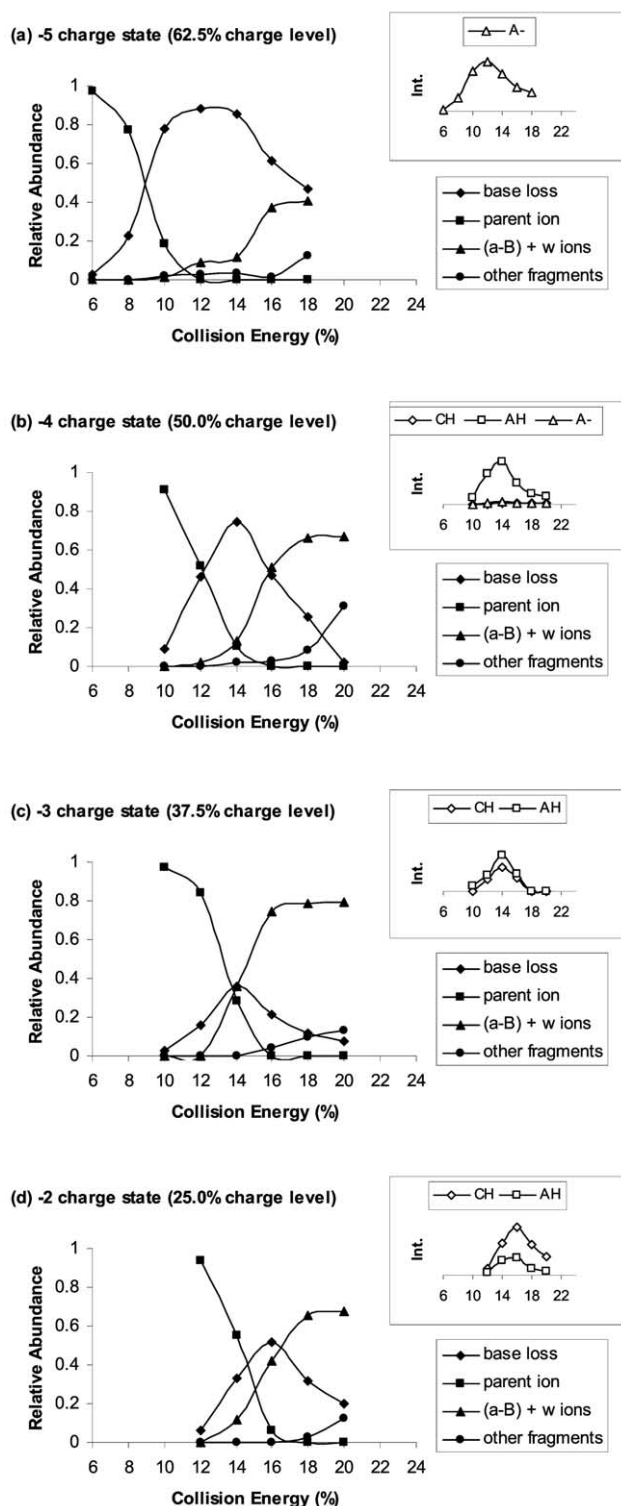 (a) -5 charge state (62.5% charge level)
A-
Int.
6 10 14 18 22
Relative Abundance
1
0.8
0.6
0.4
0.2
0
6 8 10 12 14 16 18 20 22 24
Collision Energy (%)
base loss
parent ion
(a-B) + w ions
other fragments
(b) -4 charge state (50.0% charge level)
CH AH A-
Int.
6 10 14 18 22
Relative Abundance
1
0.8
0.6
0.4
0.2
0
6 8 10 12 14 16 18 20 22 24
Collision Energy (%)
base loss
parent ion
(a-B) + w ions
other fragments
(c) -3 charge state (37.5% charge level)
CH AH
Int.
6 10 14 18 22
Relative Abundance
1
0.8
0.6
0.4
0.2
0
6 8 10 12 14 16 18 20 22 24
Collision Energy (%)
base loss
parent ion
(a-B) + w ions
other fragments
(d) -2 charge state (25.0% charge level)
CH AH
Int.
6 10 14 18 22
Relative Abundance
1
0.8
0.6
0.4
0.2
0
6 8 10 12 14 16 18 20 22 24
Collision Energy (%)
base loss
parent ion
(a-B) + w ions
other fragments